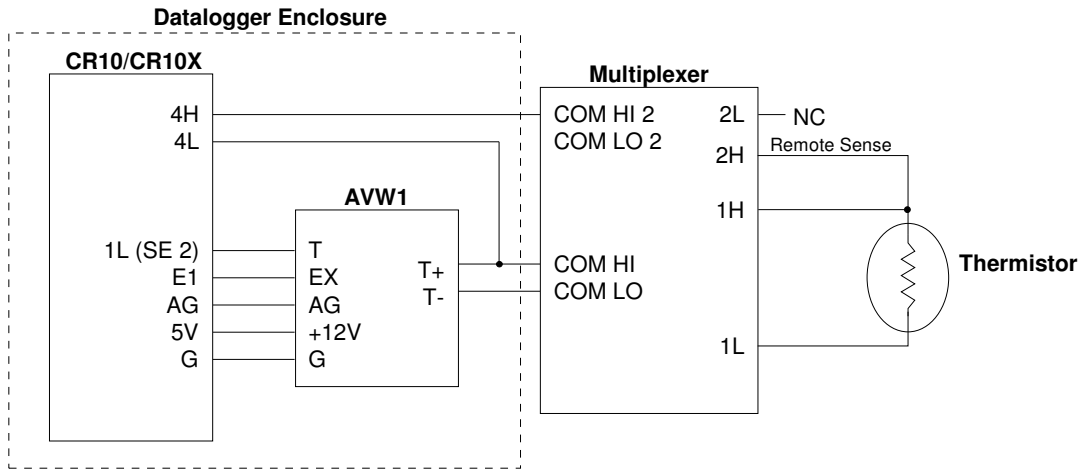 Datalogger Enclosure
CR10/CR10X
4H
4L
1L (SE 2)
E1
AG
5V
G
AVW1
T
EX
AG
+12V
G
T+
T-
Multiplexer
COM HI 2
COM LO 2
COM HI
COM LO
2L
2H
1H
1L
NC
Remote Sense
Thermistor